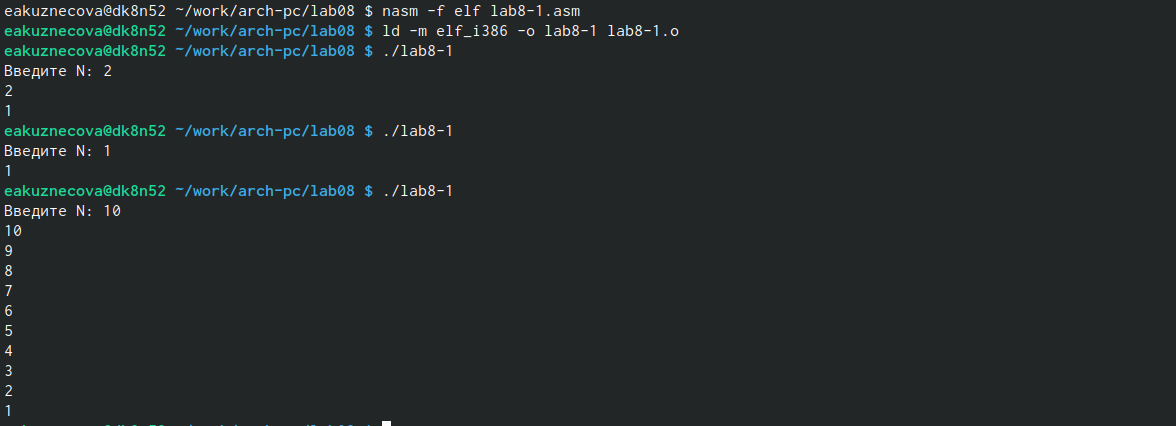 eakuznecova@dk8n52 ~/work/arch-pc/lab08 $ nasm -f elf lab8-1.asm
eakuznecova@dk8n52 ~/work/arch-pc/lab08 $ ld -m elf_i386 -o lab8-1 lab8-1.o
eakuznecova@dk8n52 ~/work/arch-pc/lab08 $ ./lab8-1
Введите N: 2
2
1
eakuznecova@dk8n52 ~/work/arch-pc/lab08 $ ./lab8-1
Введите N: 1
1
eakuznecova@dk8n52 ~/work/arch-pc/lab08 $ ./lab8-1
Введите N: 10
10
9
8
7
6
5
4
3
2
1